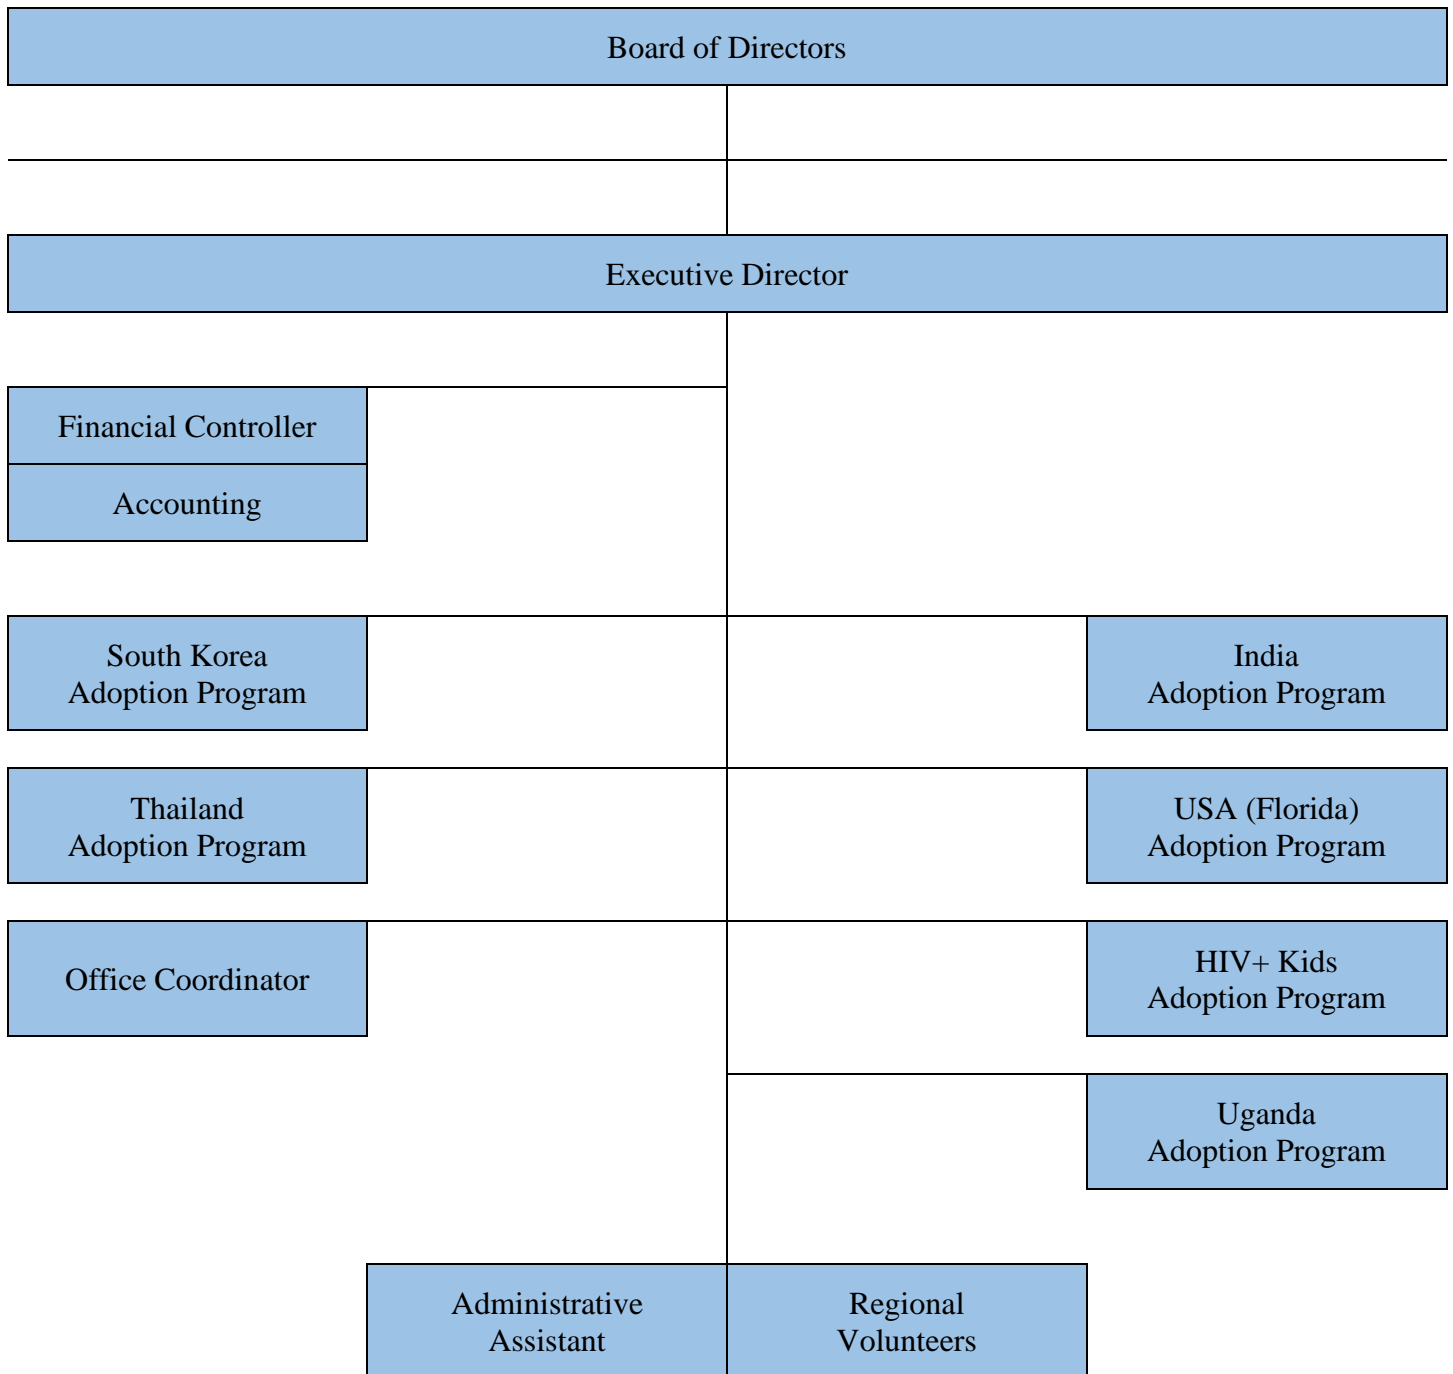 Board of Directors
Executive Director
Financial Controller
Accounting
South Korea
Adoption Program
India
Adoption Program
Thailand
Adoption Program
USA (Florida)
Adoption Program
Office Coordinator
HIV+ Kids
Adoption Program
Uganda
Adoption Program
Administrative
Assistant
Regional
Volunteers